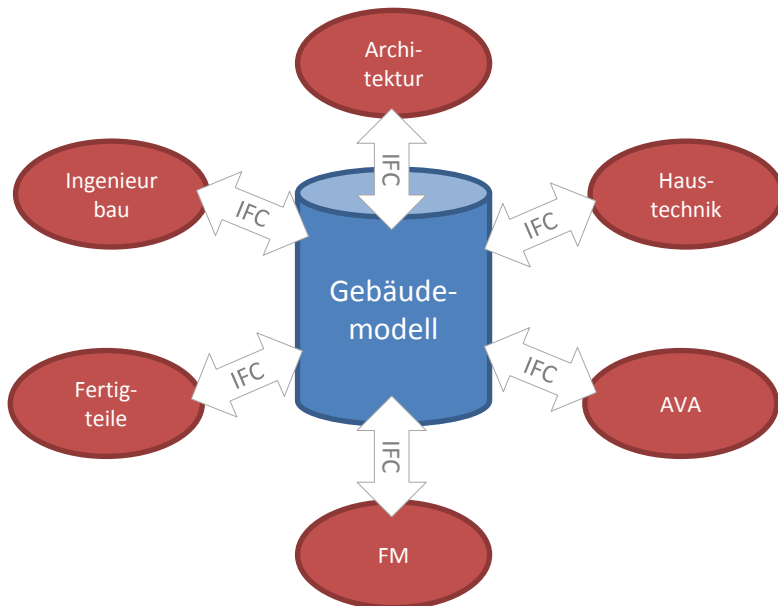 Archi-
tektur
IFC
Ingenieur
bau
IFC
Haus-
technik
IFC
Gebäude-
modell
Fertig-
teile
IFC
IFC
AVA
IFC
FM